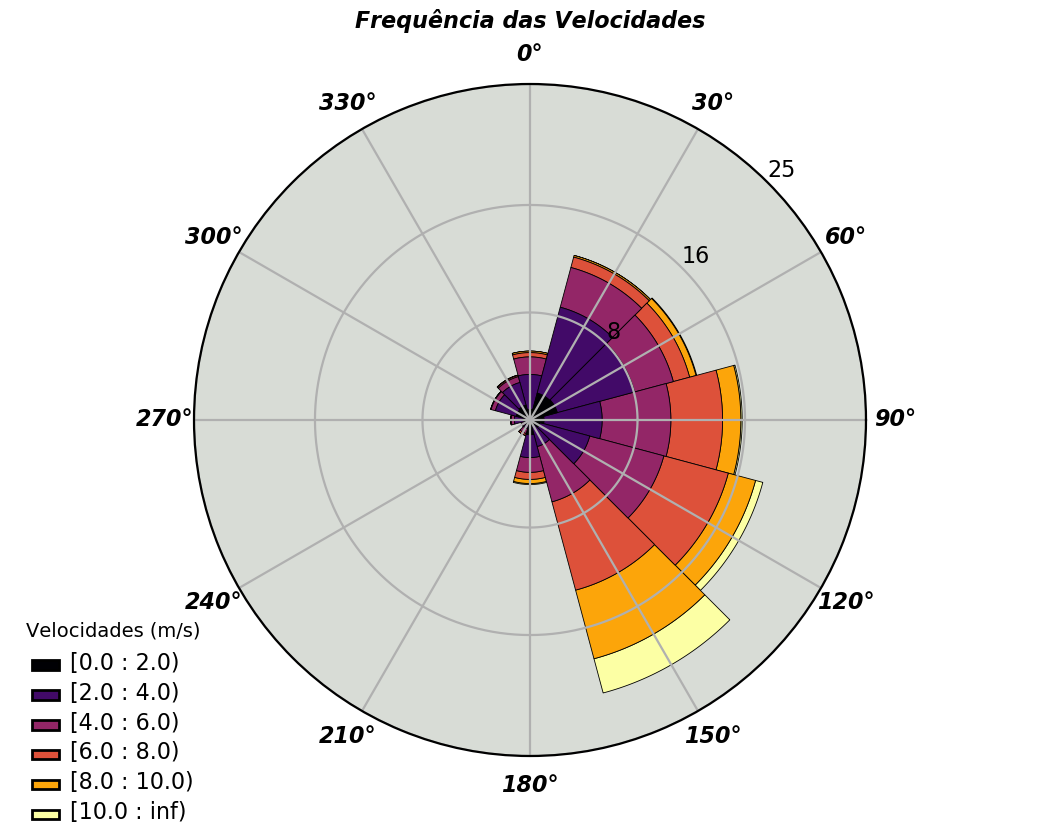 Frequência das Velocidades
0°
330°
30°
25
300°
60°
16
8
270°
90°
240°
120°
210°
150°
180°
Velocidades (m/s)
[0.0 : 2.0)
[2.0 : 4.0)
[4.0 : 6.0)
[6.0 : 8.0)
[8.0 : 10.0)
[10.0 : inf)